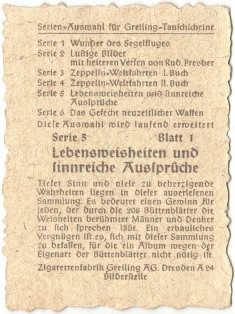 Serien-Auswahl für Greiling-Tauschscheine
Serie 1 Wunder des Segelfluges
Serie 2 Lustige Bilder
mit heiteren Versen von Rud. Presber
Serie 3 Zeppelin-Weltfahrten I. Buch
Serie 4 Zeppelin-Weltfahrten II. Buch
Serie 5 Lebensweisheiten und sinnreiche
Aussprüche
Serie 6 Das Gefecht neuzeitlicher Waffen
Diese Auswahl wird laufend erweitert
Serie 5 Blatt 1
Lebensweisheiten und
sinnreiche Aussprüche
Tiefer Sinn und viele zu beherzigende
Wahrheiten liegen in dieser auserlesenen
Sammlung. Es bedeutet einen Gewinn für
jeden, der durch die 208 Büttenblätter die
Weisheiten berühmter Männer und Denker
zu sich sprechen läßt. Ein erbauliches
Vergnügen ist es, sich mit dieser Sammlung
zu befassen, für die ein Album wegen der
Eigenart der Büttenblätter nicht nötig ist.
Zigarettenfabrik Greiling AG. Dresden A 24
Bilderstelle